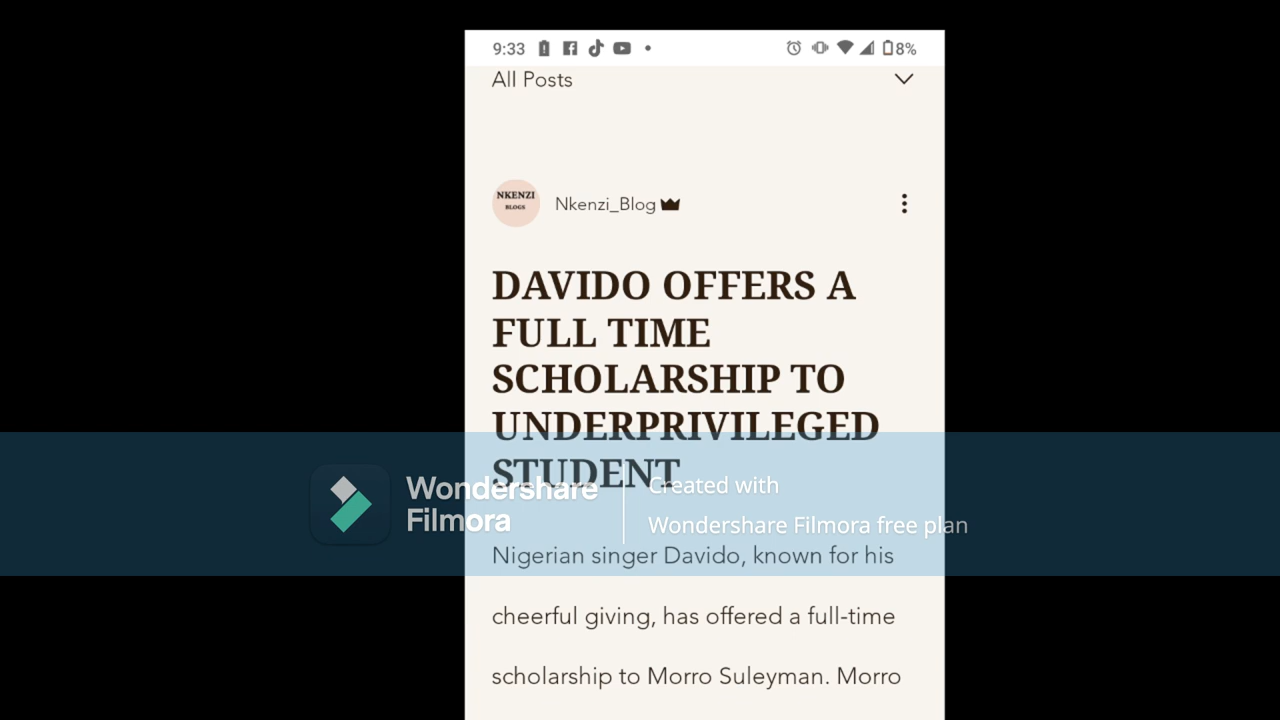 9:33
8%
All Posts
NKENZI
BLOGS
Nkenzi_Blog
DAVIDO OFFERS A
FULL TIME
SCHOLARSHIP TO
UNDERPRIVILEGED
STUDENT
Wondershare
Filmora
Created with
Wondershare Filmora free plan
Nigerian singer Davido, known for his
cheerful giving, has offered a full-time
scholarship to Morro Suleyman. Morro